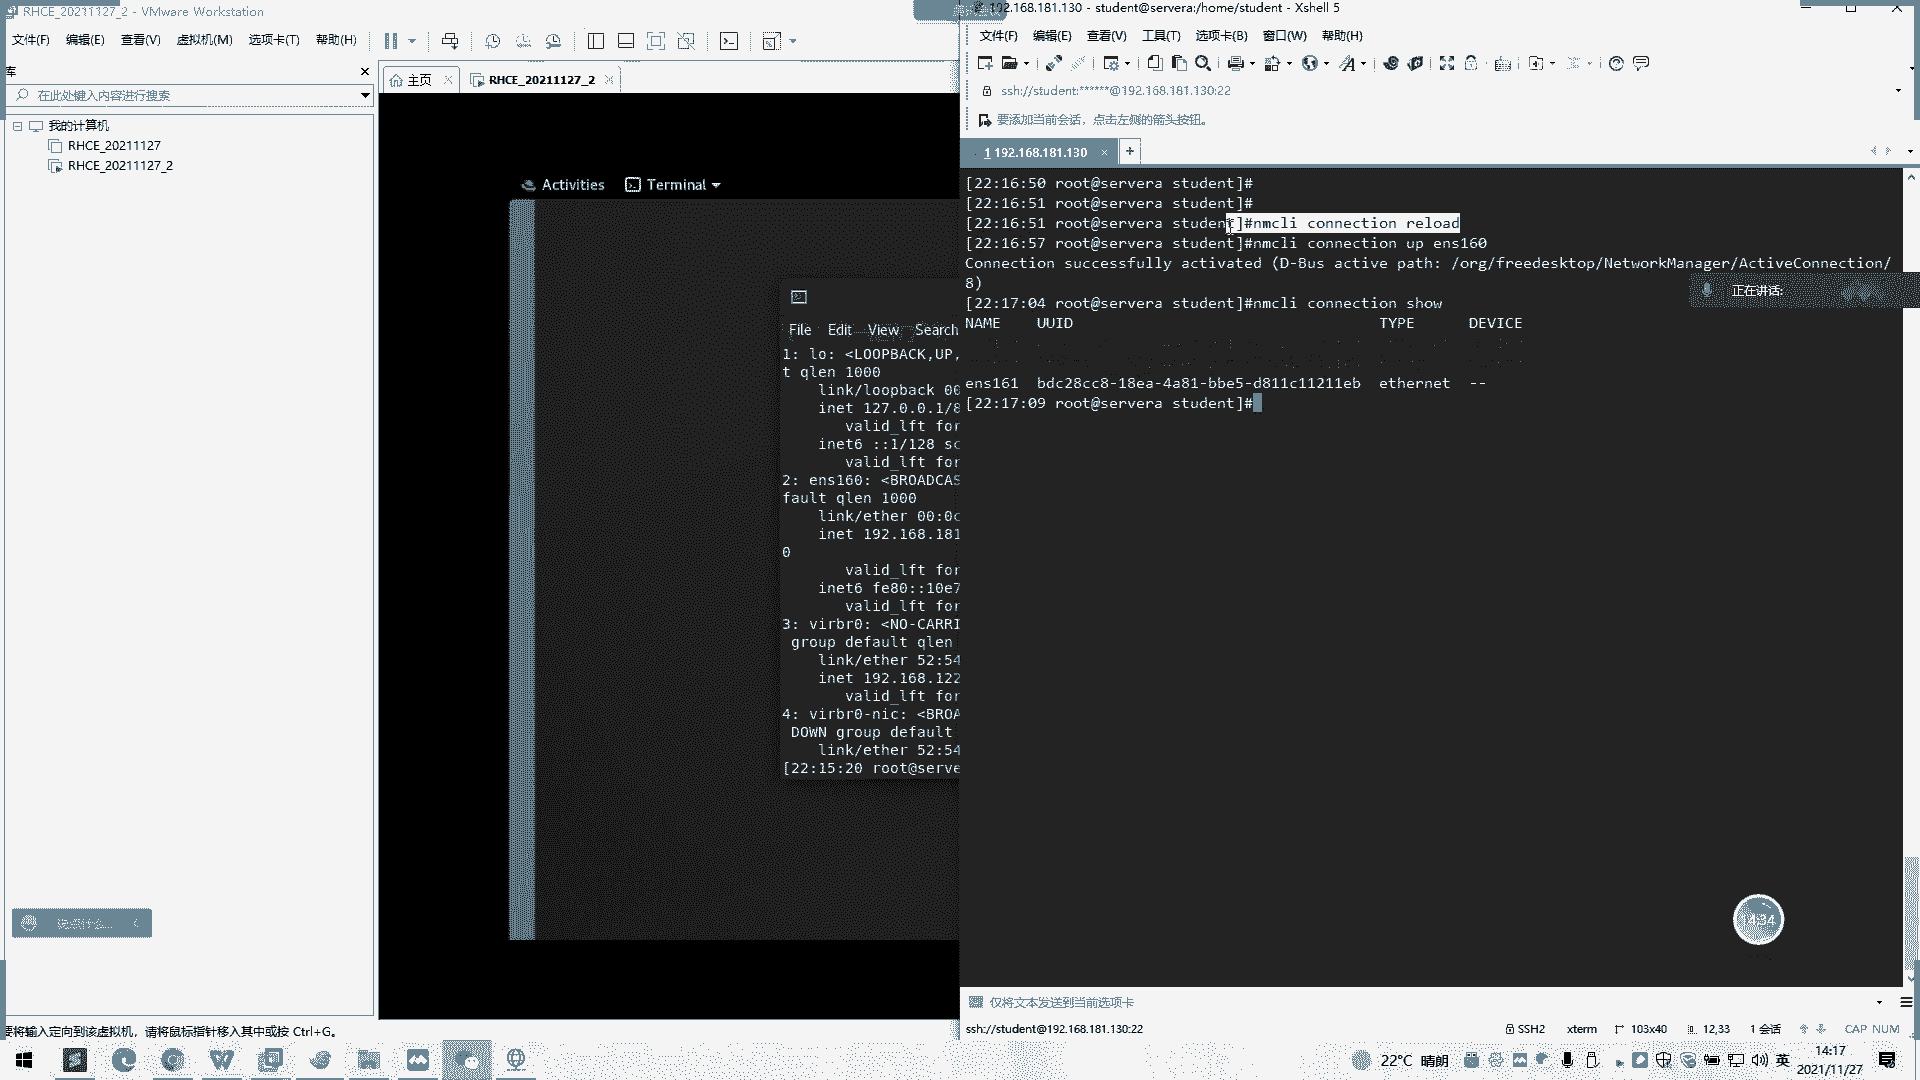 RHCE_20211127_2 - VMware Workstation
文件(F) 编辑(E) 查看(V) 虚拟机(M) 选项卡(T) 帮助(H)
库
在此处键入内容进行搜索
我的计算机
RHCE_20211127
RHCE_20211127_2
主页
RHCE_20211127_2
Activities Terminal
File Edit View Search
1: lo: <LOOPBACK,UP,
t qlen 1000
link/loopback 00
inet 127.0.0.1/8
valid_lft for
inet6 ::1/128 sc
valid_lft for
2: ens160: <BROADCAS
fault qlen 1000
link/ether 00:0c
inet 192.168.181
0
valid_lft for
inet6 fe80::10e7
valid_lft for
3: virbr0: <NO-CARRI
group default qlen
link/ether 52:54
inet 192.168.122
valid_lft for
4: virbr0-nic: <BROA
DOWN group default
link/ether 52:54
[22:15:20 root@serve
要将输入定向到该虚拟机，请将鼠标指针移入其中或按 Ctrl+G。
192.168.181.130 - student@servera:/home/student - Xshell 5
文件(F) 编辑(E) 查看(V) 工具(T) 选项卡(B) 窗口(W) 帮助(H)
ssh://student:******@192.168.181.130:22
要添加当前会话，点击左侧的箭头按钮。
1 192.168.181.130
[22:16:50 root@servera student]#
[22:16:51 root@servera student]#
[22:16:51 root@servera student]#nmcli connection reload
[22:16:57 root@servera student]#nmcli connection up ens160
Connection successfully activated (D-Bus active path: /org/freedesktop/NetworkManager/ActiveConnection/
8)
[22:17:04 root@servera student]#nmcli connection show
NAME UUID TYPE DEVICE
ens161 bdc28cc8-18ea-4a81-bbe5-d811c11211eb ethernet --
[22:17:09 root@servera student]#
正在讲话:
14:34
仅将文本发送到当前选项卡
ssh://student@192.168.181.130:22 SSH2 xterm 103x40 12,33 1 会话 CAP NUM
22°C 晴朗 英 14:17
2021/11/27